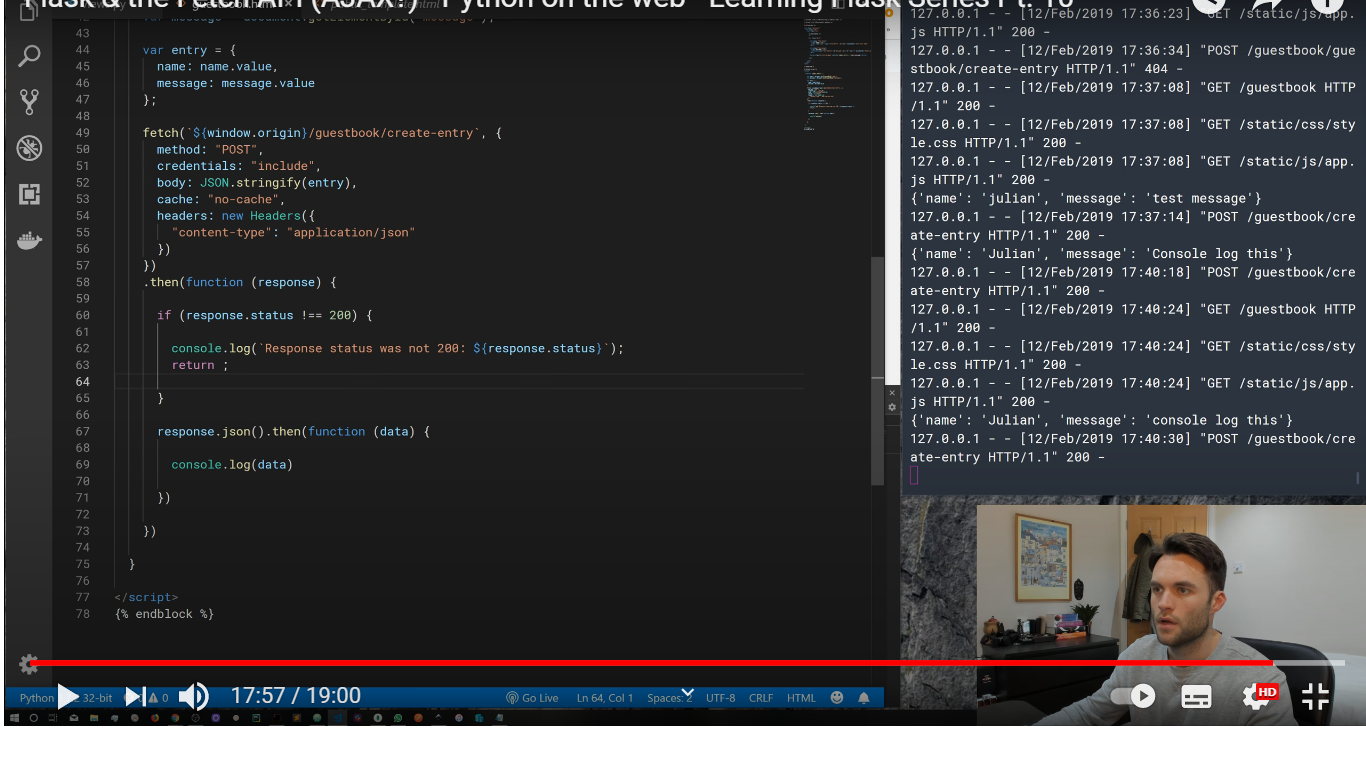 Python on the web - Learning Flask Series Pt. 10
43
44 var entry = {
45 name: name.value,
46 message: message.value
47 };
48
49 fetch(`${window.origin}/guestbook/create-entry`, {
50 method: "POST",
51 credentials: "include",
52 body: JSON.stringify(entry),
53 cache: "no-cache",
54 headers: new Headers({
55 "content-type": "application/json"
56 })
57 })
58 .then(function (response) {
59
60 if (response.status !== 200) {
61
62 console.log(`Response status was not 200: ${response.status}`);
63 return ;
64
65 }
66
67 response.json().then(function (data) {
68
69 console.log(data)
70
71 })
72
73 })
74
75 }
76
77 </script>
78 {% endblock %}
127.0.0.1 - - [12/Feb/2019 17:36:23] "GET /static/js/app.
js HTTP/1.1" 200 -
127.0.0.1 - - [12/Feb/2019 17:36:34] "POST /guestbook/gue
stbook/create-entry HTTP/1.1" 404 -
127.0.0.1 - - [12/Feb/2019 17:37:08] "GET /guestbook HTTP
/1.1" 200 -
127.0.0.1 - - [12/Feb/2019 17:37:08] "GET /static/css/sty
le.css HTTP/1.1" 200 -
127.0.0.1 - - [12/Feb/2019 17:37:08] "GET /static/js/app.
js HTTP/1.1" 200 -
{'name': 'julian', 'message': 'test message'}
127.0.0.1 - - [12/Feb/2019 17:37:14] "POST /guestbook/cre
ate-entry HTTP/1.1" 200 -
{'name': 'Julian', 'message': 'Console log this'}
127.0.0.1 - - [12/Feb/2019 17:40:18] "POST /guestbook/cre
ate-entry HTTP/1.1" 200 -
127.0.0.1 - - [12/Feb/2019 17:40:24] "GET /guestbook HTTP
/1.1" 200 -
127.0.0.1 - - [12/Feb/2019 17:40:24] "GET /static/css/sty
le.css HTTP/1.1" 200 -
127.0.0.1 - - [12/Feb/2019 17:40:24] "GET /static/js/app.
js HTTP/1.1" 200 -
{'name': 'Julian', 'message': 'console log this'}
127.0.0.1 - - [12/Feb/2019 17:40:30] "POST /guestbook/cre
ate-entry HTTP/1.1" 200 -
Python 32-bit 0 Go Live Ln 64, Col 1 Spaces: 2 UTF-8 CRLF HTML
17:57 / 19:00 HD